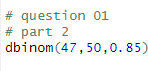 # question 01
# part 2
dbinom(47,50,0.85)